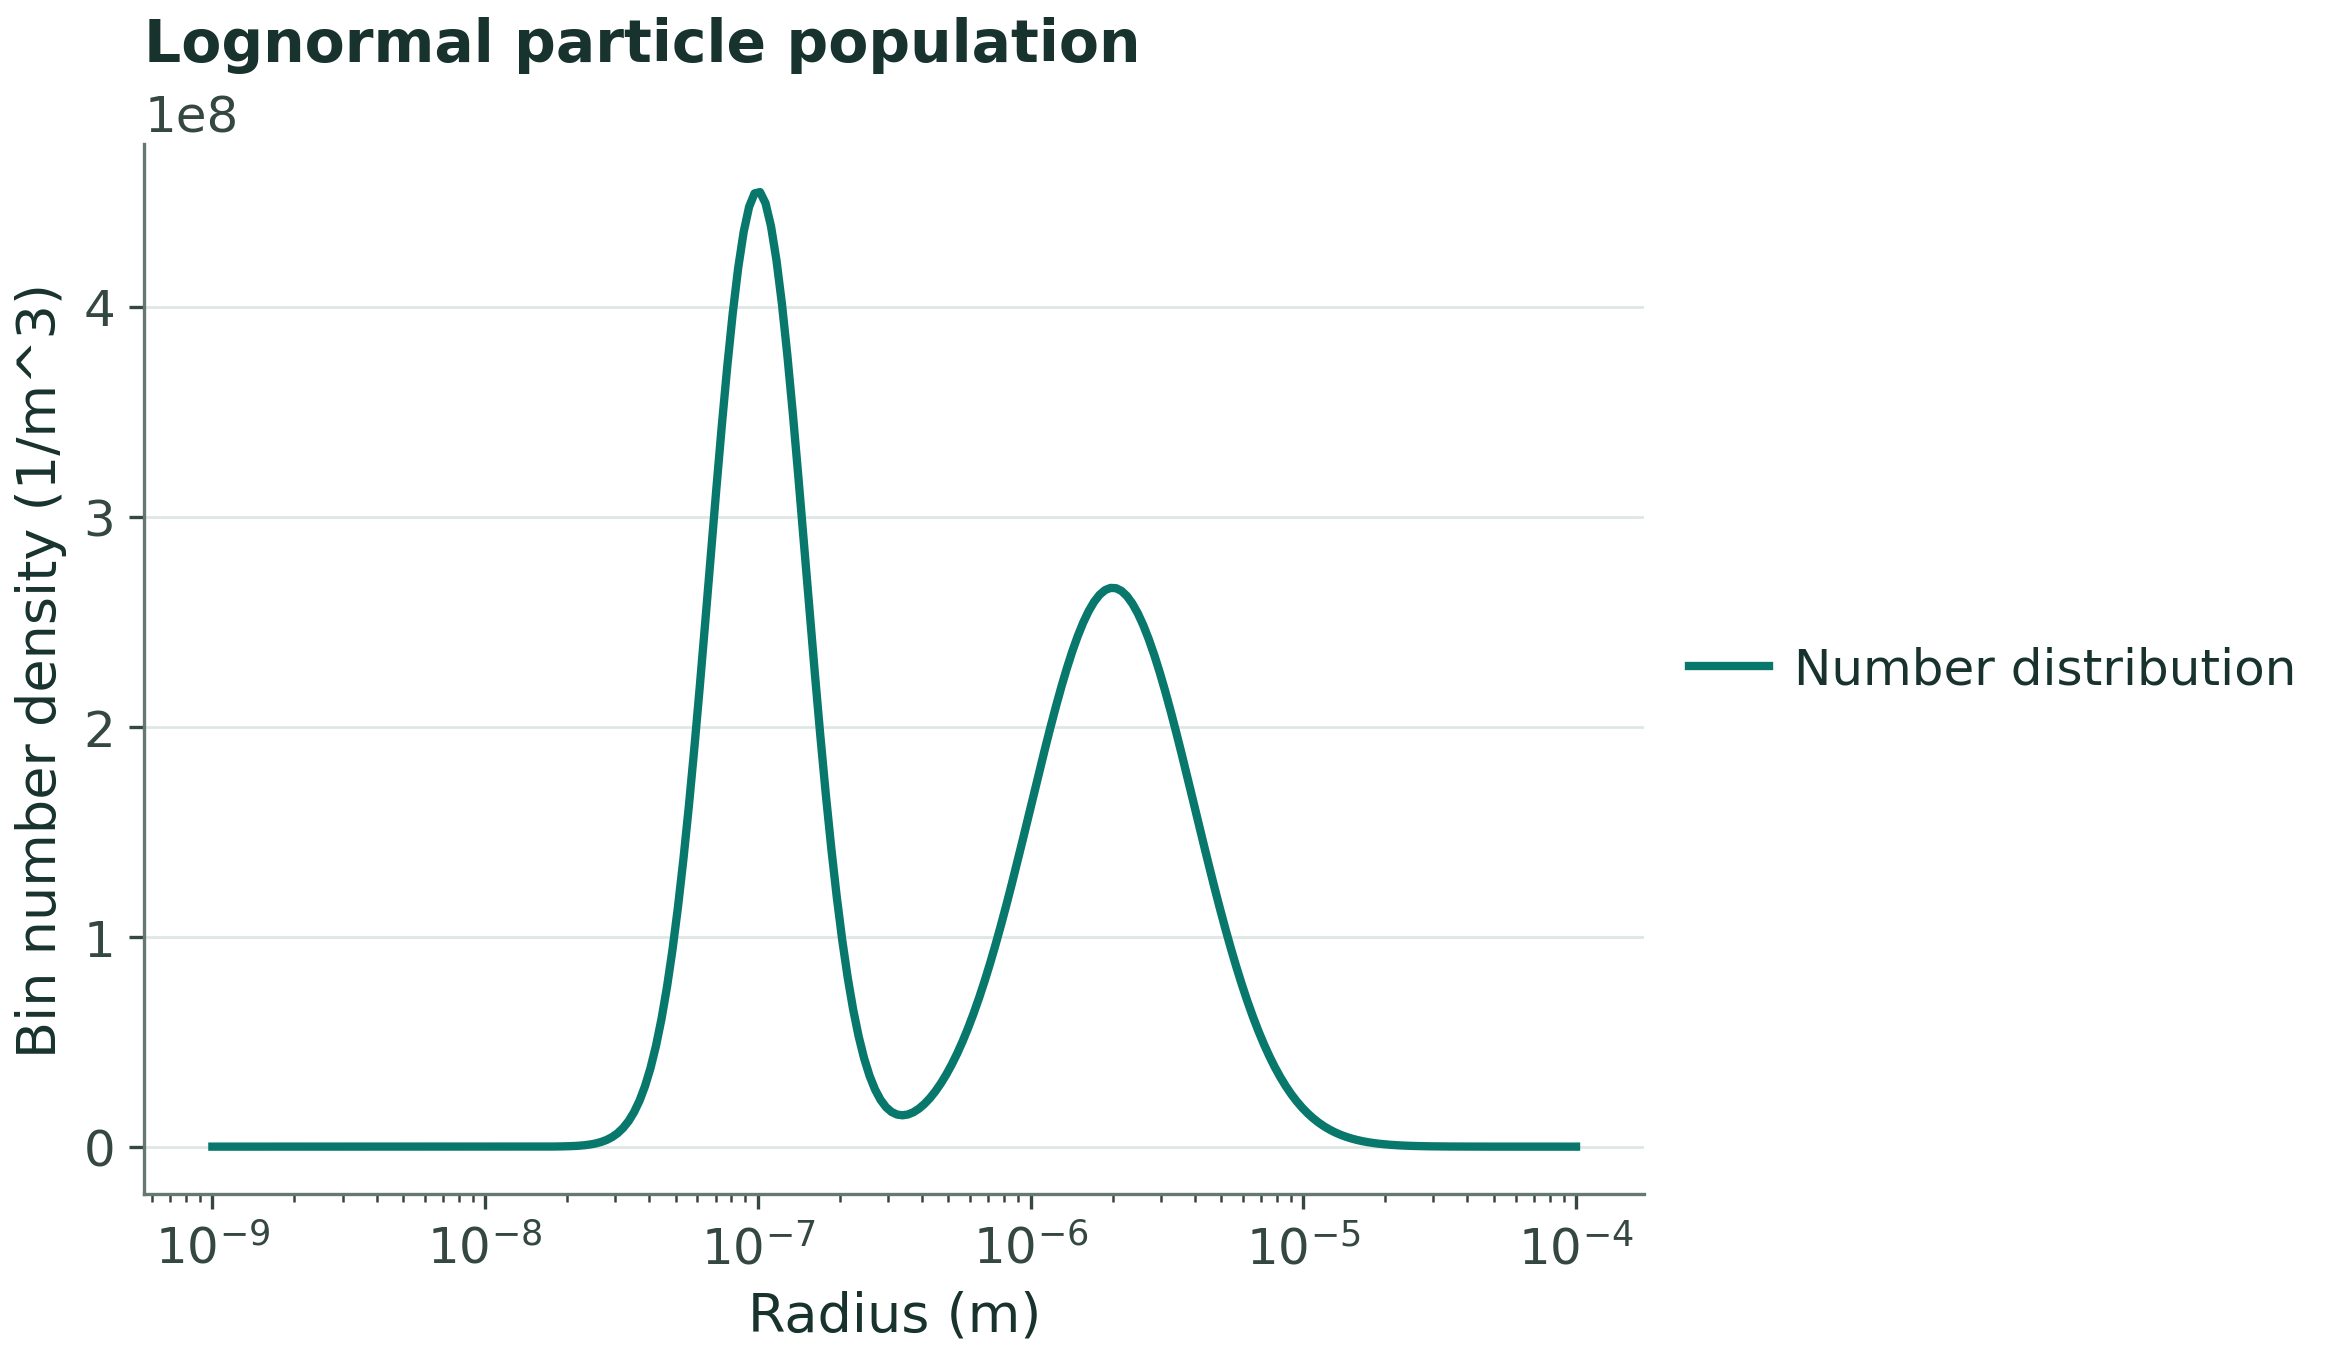 Lognormal particle population
1e8
Bin number density (1/m^3)
4
3
2
1
0
10⁻⁹ 10⁻⁸ 10⁻⁷ 10⁻⁶ 10⁻⁵ 10⁻⁴
Radius (m)
Number distribution